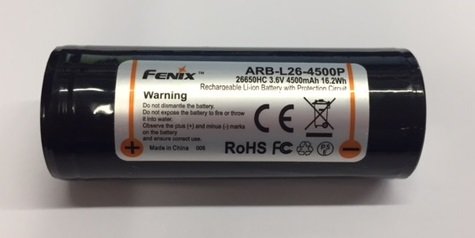 FENIX™
ARB-L26-4500P
26650HC 3.6V 4500mAh 16.2Wh
Rechargeable Li-ion Battery with Protection Circuit
Warning
Do not dismantle the battery.
Do not expose the battery to fire or throw
it into water.
Observe the plus (+) and minus (-) marks
on the battery
and ensure correct use.
Made in China 006
CE
RoHS FC
+
-